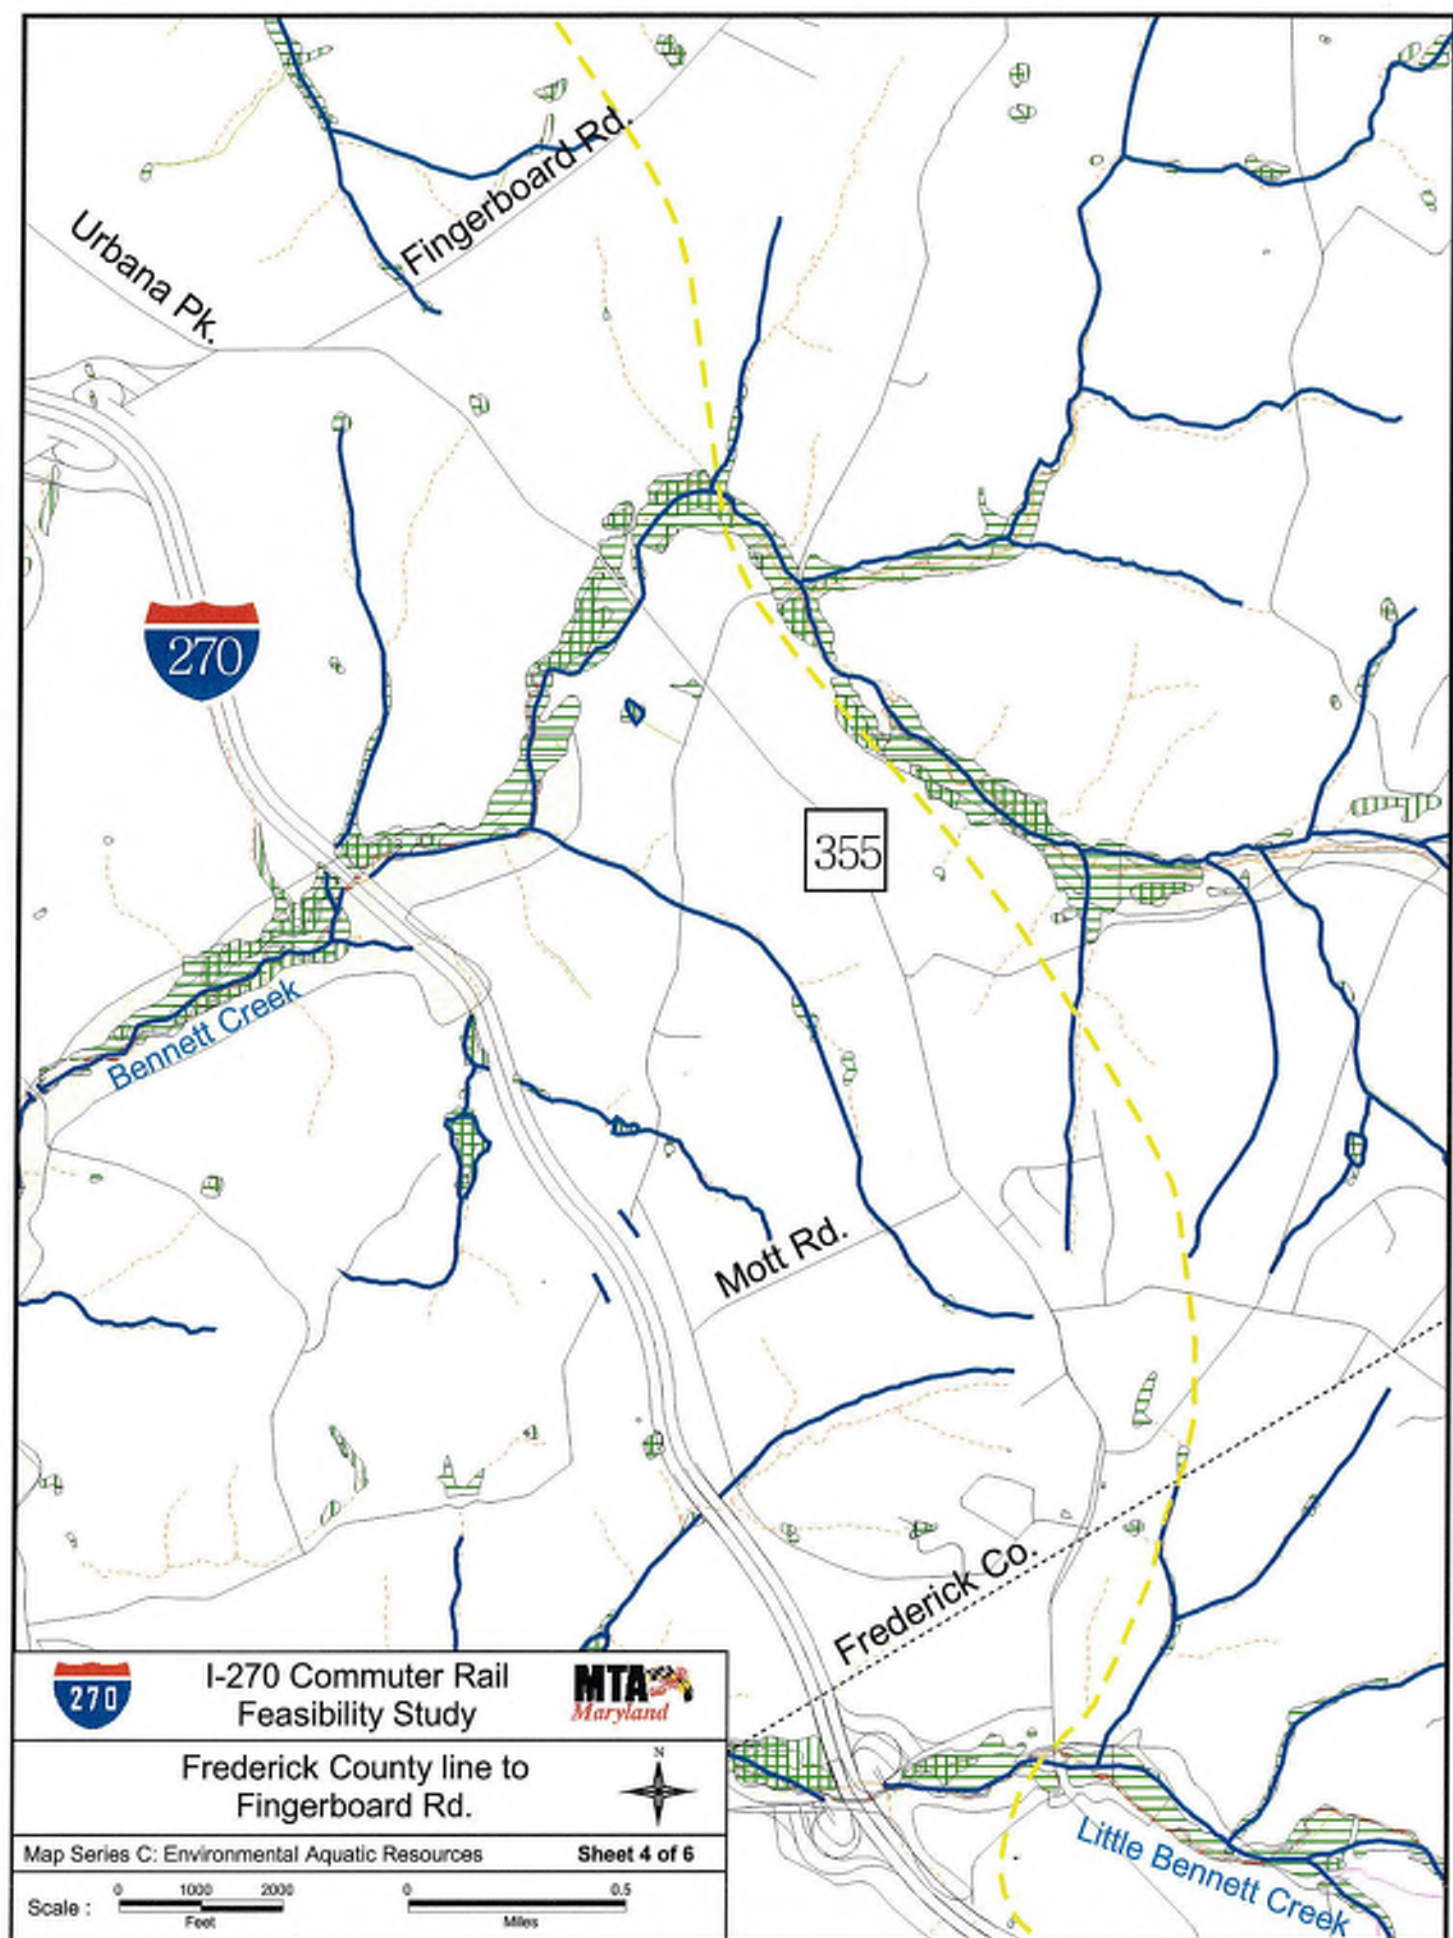 Fingerboard Rd.
Urbana Pk.
270
355
Bennett Creek
Mott Rd.
Frederick Co.
Little Bennett Creek
270
I-270 Commuter Rail
Feasibility Study
MTA
Maryland
Frederick County line to
Fingerboard Rd.
N
Map Series C: Environmental Aquatic Resources
Sheet 4 of 6
Scale :
0 1000 2000
Feet
0 0.5
Miles